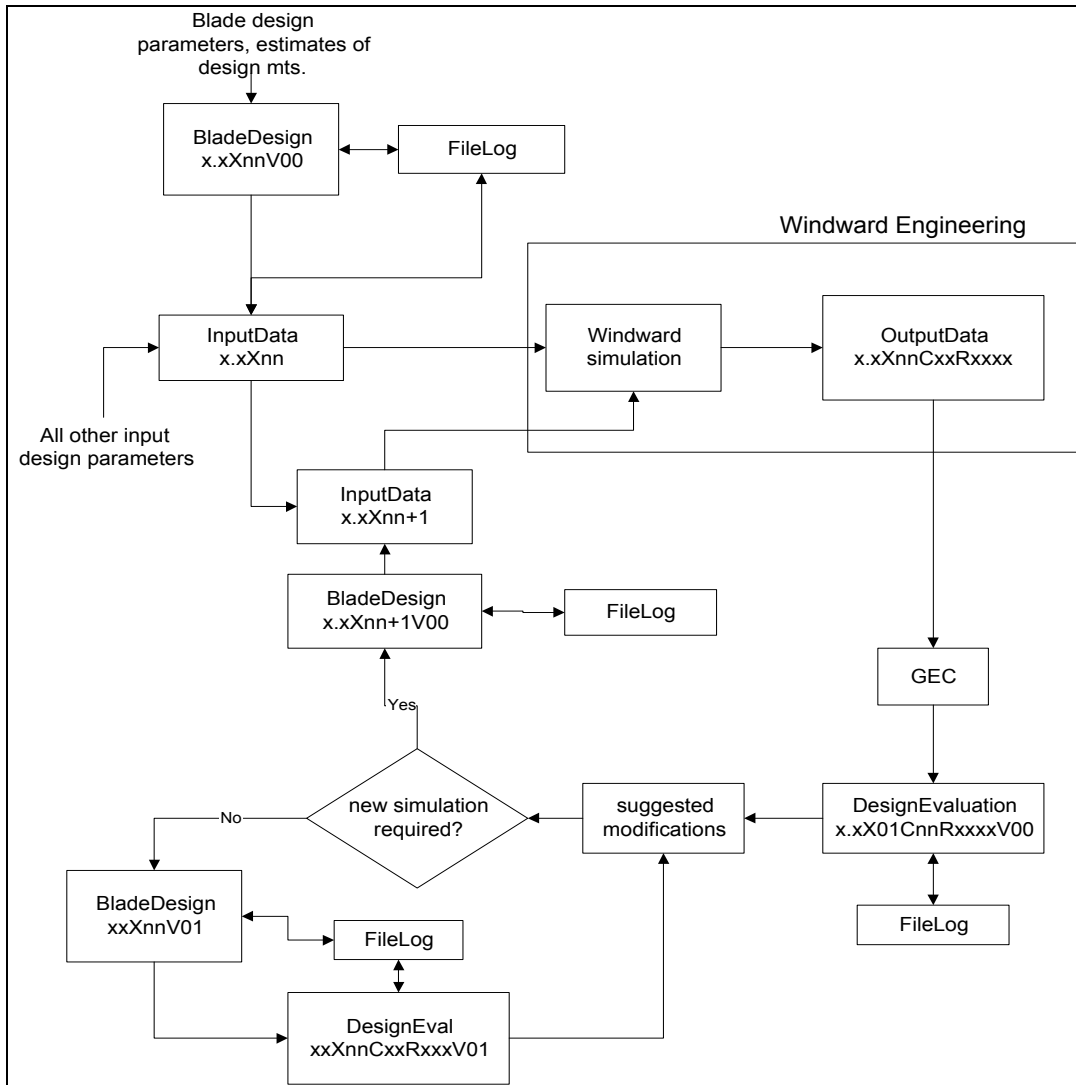 Blade design
parameters, estimates of
design mts.
BladeDesign
x.xXnnV00
FileLog
Windward Engineering
InputData
x.xXnn
Windward
simulation
OutputData
x.xXnnCxxRxxxx
All other input
design parameters
InputData
x.xXnn+1
BladeDesign
x.xXnn+1V00
FileLog
GEC
Yes
new simulation
required?
suggested
modifications
DesignEvaluation
x.xX01CnnRxxxxV00
No
BladeDesign
xxXnnV01
FileLog
FileLog
DesignEval
xxXnnCxxRxxxV01